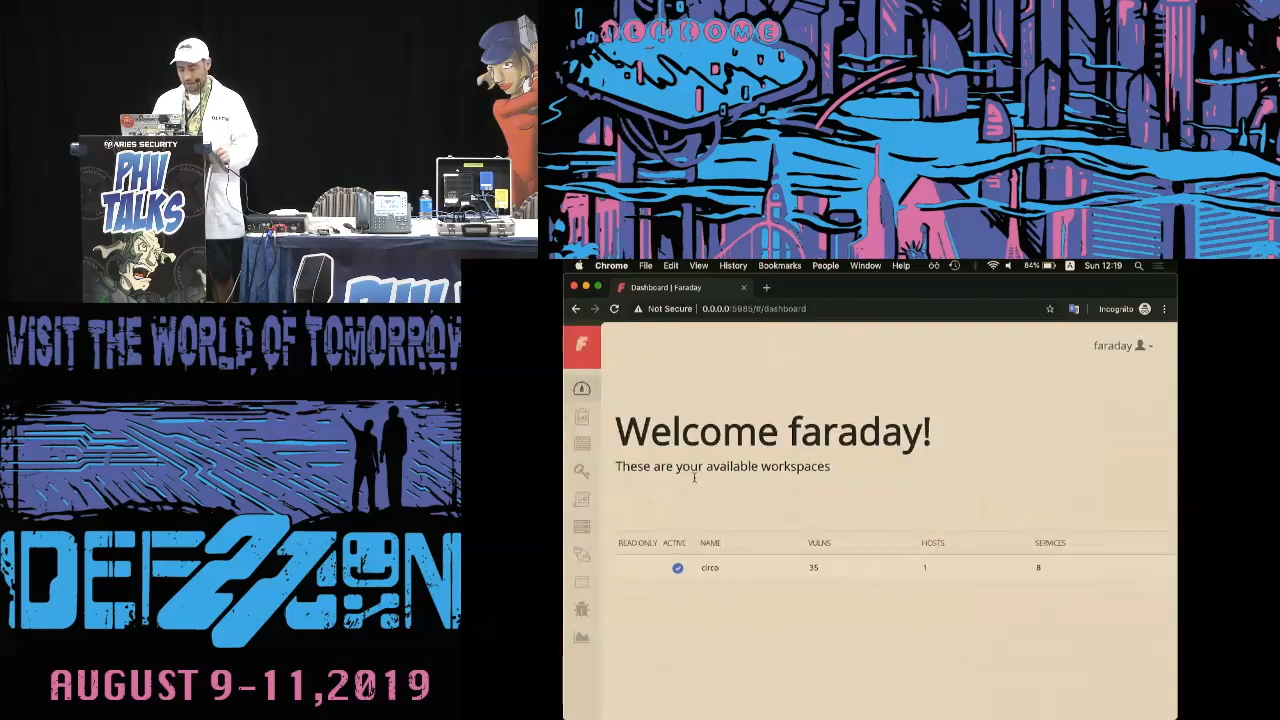 ARIES SECURITY
PHV
TALKS
WELCOME
VISIT THE WORLD OF TOMORROW
DEF CON
27
AUGUST 9-11,2019
Chrome File Edit View History Bookmarks People Window Help 84% Sun 12:19
Dashboard | Faraday
Not Secure 0.0.0.0:5985/#/dashboard Incognito
faraday
Welcome faraday!
These are your available workspaces
READ ONLY ACTIVE NAME VULNS HOSTS SERVICES
circo 35 1 8